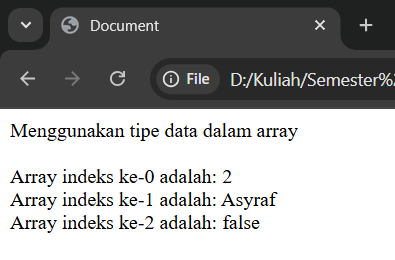 Document
File
D:/Kuliah/Semester%
Menggunakan tipe data dalam array
Array indeks ke-0 adalah: 2
Array indeks ke-1 adalah: Asyraf
Array indeks ke-2 adalah: false